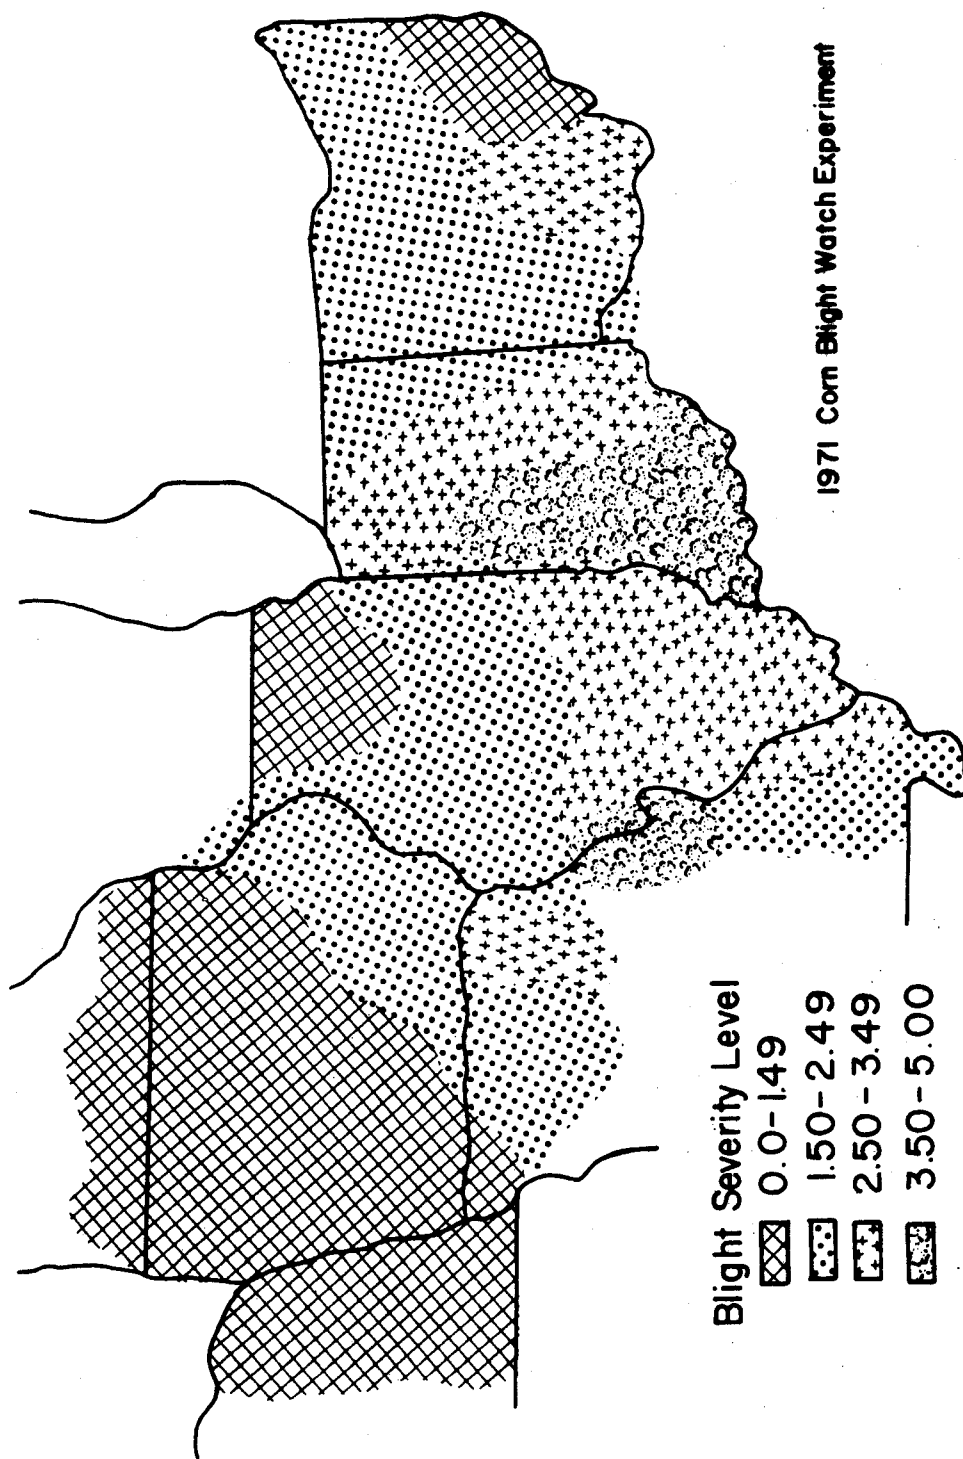 1971 Corn Blight Watch Experiment
Blight Severity Level
0.0-1.49
1.50-2.49
2.50-3.49
3.50-5.00